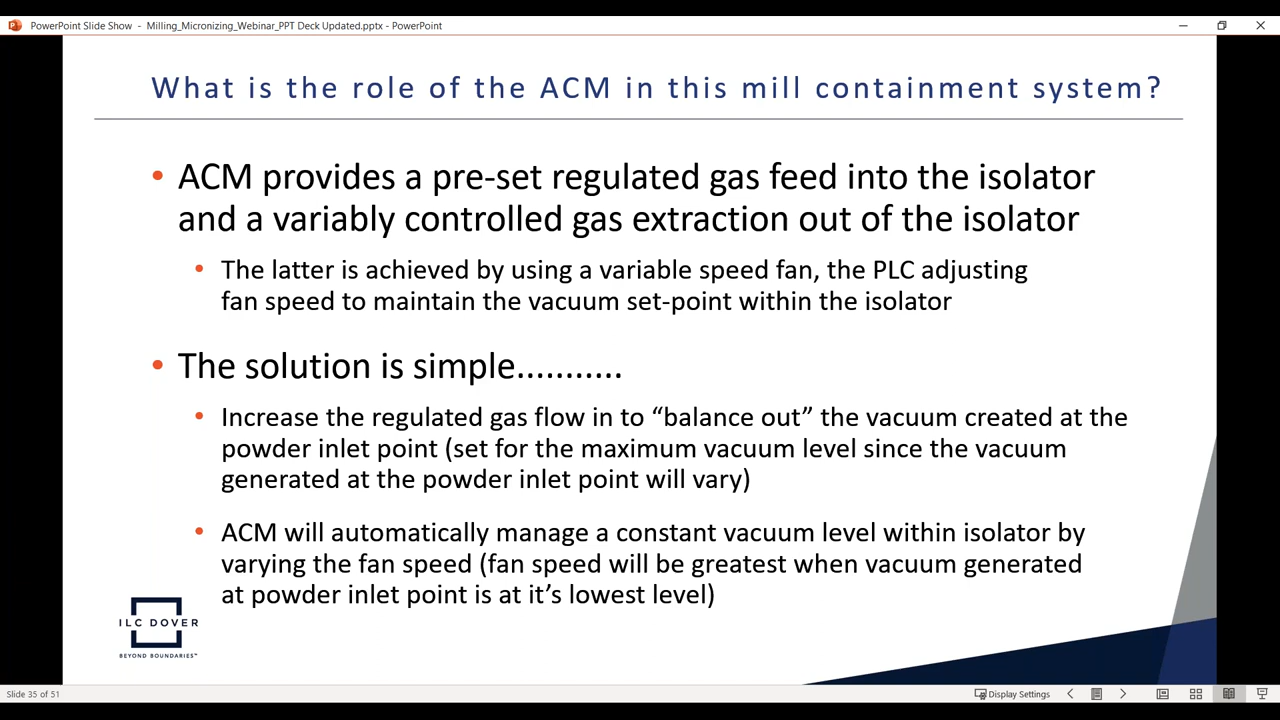 PowerPoint Slide Show - Milling_Micronizing_Webinar_PPT Deck Updated.pptx - PowerPoint
What is the role of the ACM in this mill containment system?
• ACM provides a pre-set regulated gas feed into the isolator
and a variably controlled gas extraction out of the isolator
• The latter is achieved by using a variable speed fan, the PLC adjusting
fan speed to maintain the vacuum set-point within the isolator
• The solution is simple...........
• Increase the regulated gas flow in to “balance out” the vacuum created at the
powder inlet point (set for the maximum vacuum level since the vacuum
generated at the powder inlet point will vary)
• ACM will automatically manage a constant vacuum level within isolator by
varying the fan speed (fan speed will be greatest when vacuum generated
at powder inlet point is at it’s lowest level)
ILC DOVER
BEYOND BOUNDARIES™
Slide 35 of 51
Display Settings